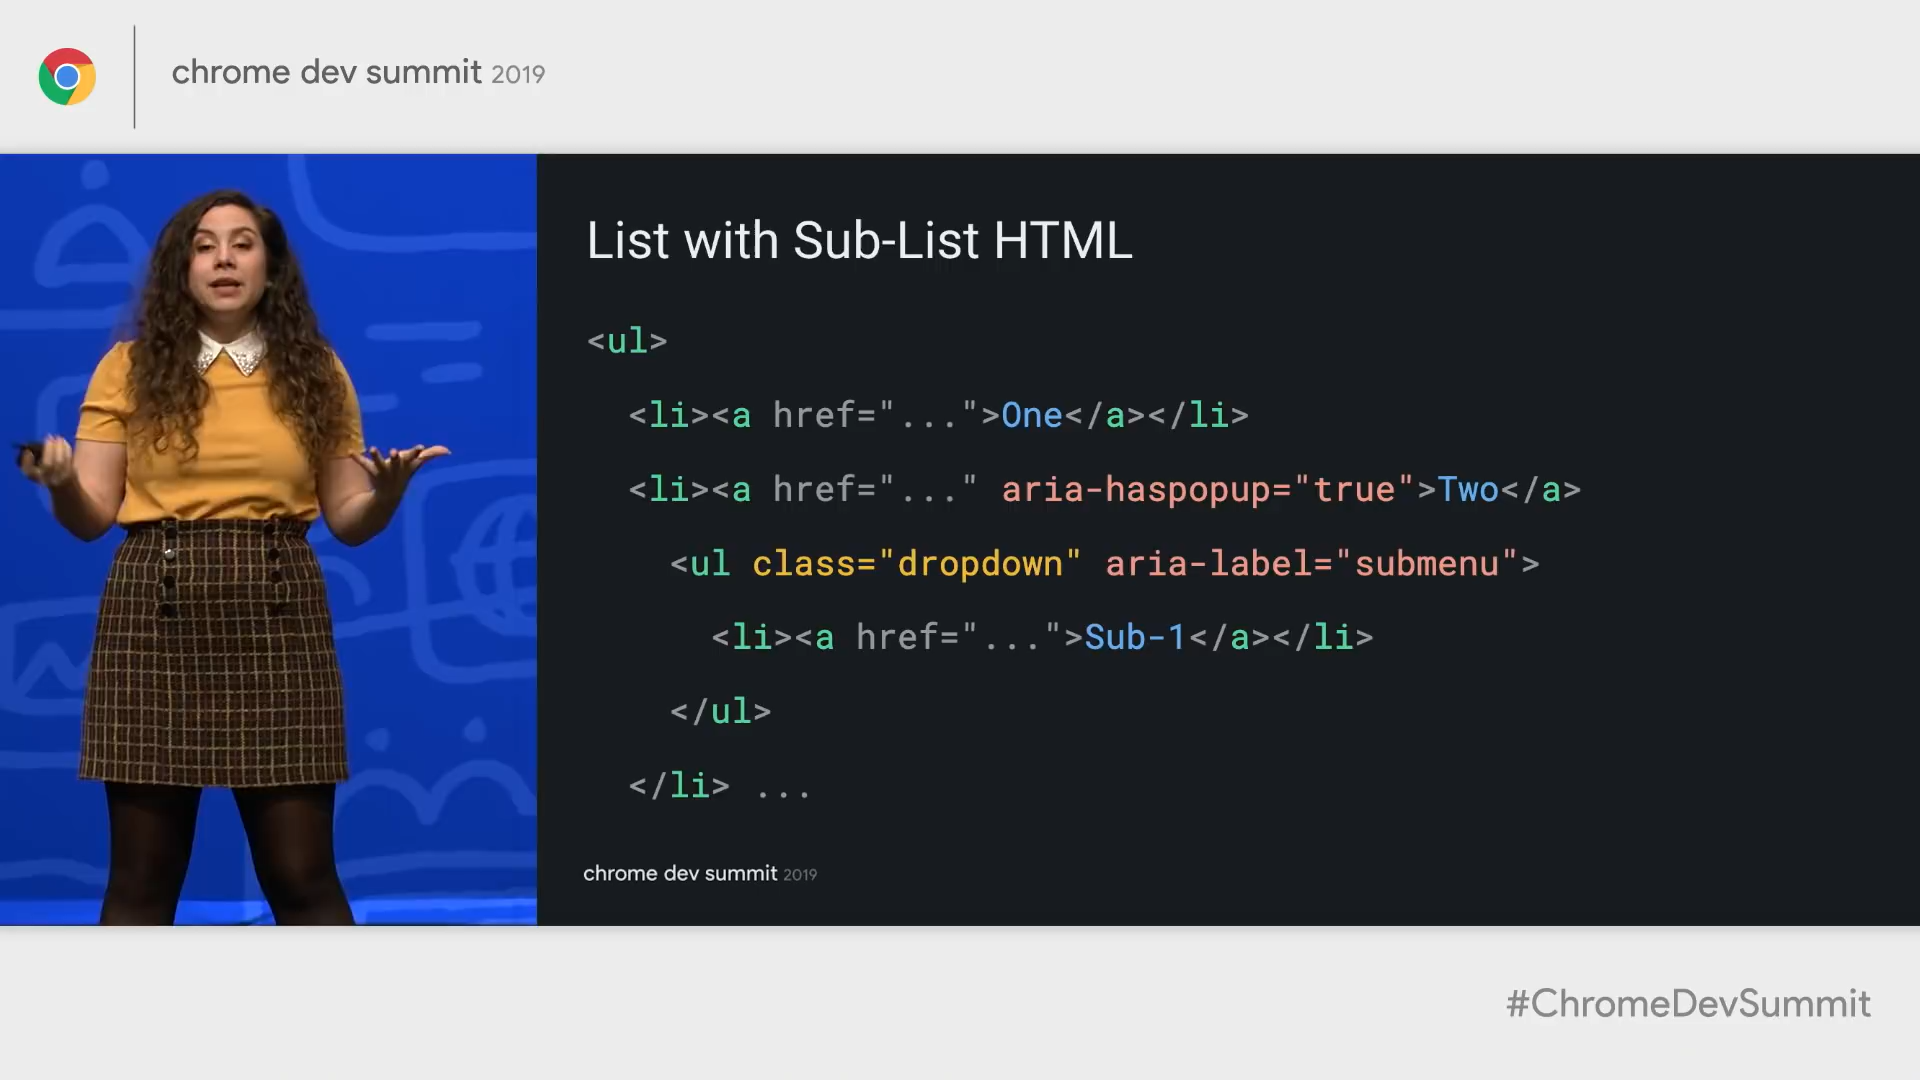 chrome dev summit 2019
List with Sub-List HTML
<ul>
<li><a href="...">One</a></li>
<li><a href="..." aria-haspopup="true">Two</a>
<ul class="dropdown" aria-label="submenu">
<li><a href="...">Sub-1</a></li>
</ul>
</li> ...
chrome dev summit 2019
#ChromeDevSummit